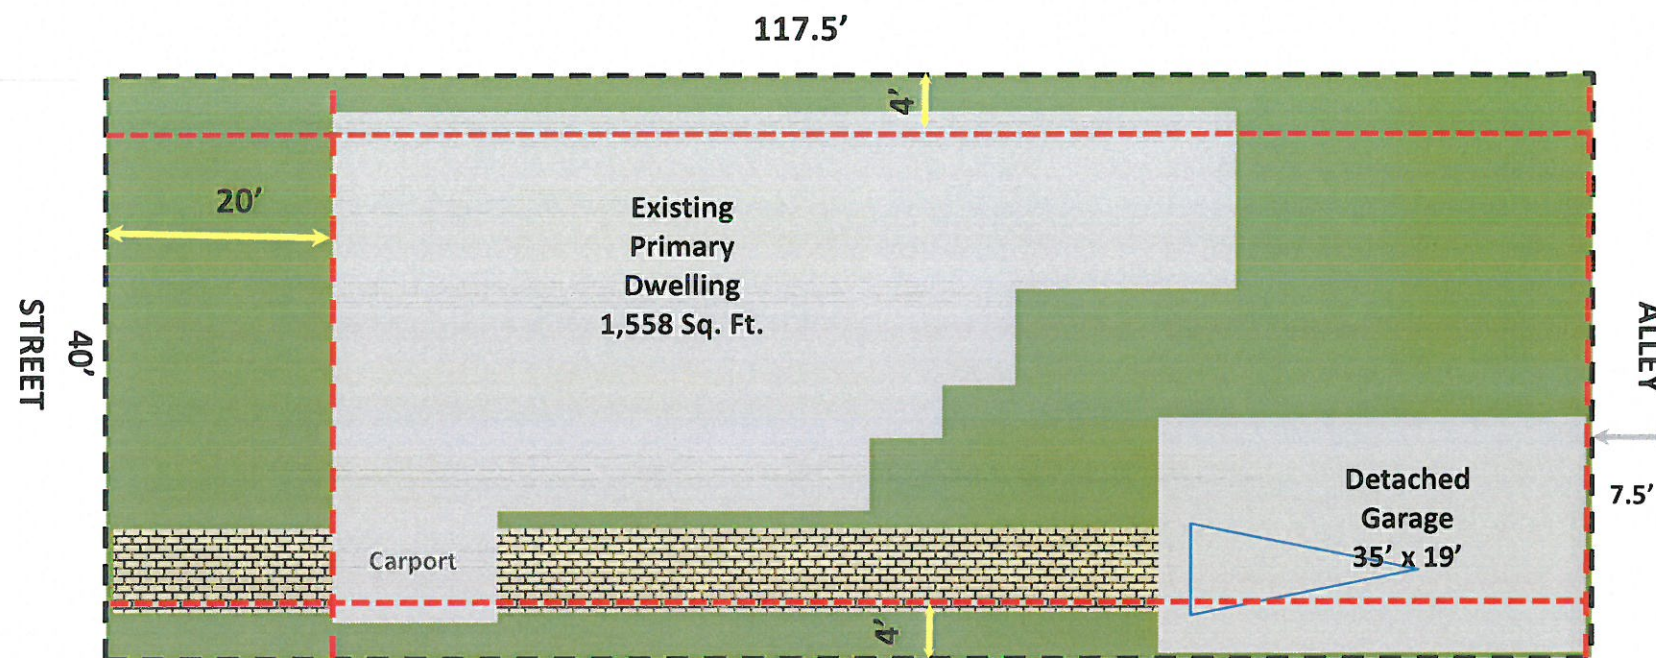 117.5’
4’
20’
Existing
Primary
Dwelling
1,558 Sq. Ft.
STREET
40’
ALLEY
Detached
Garage
35’ x 19’
7.5’
Carport
4’